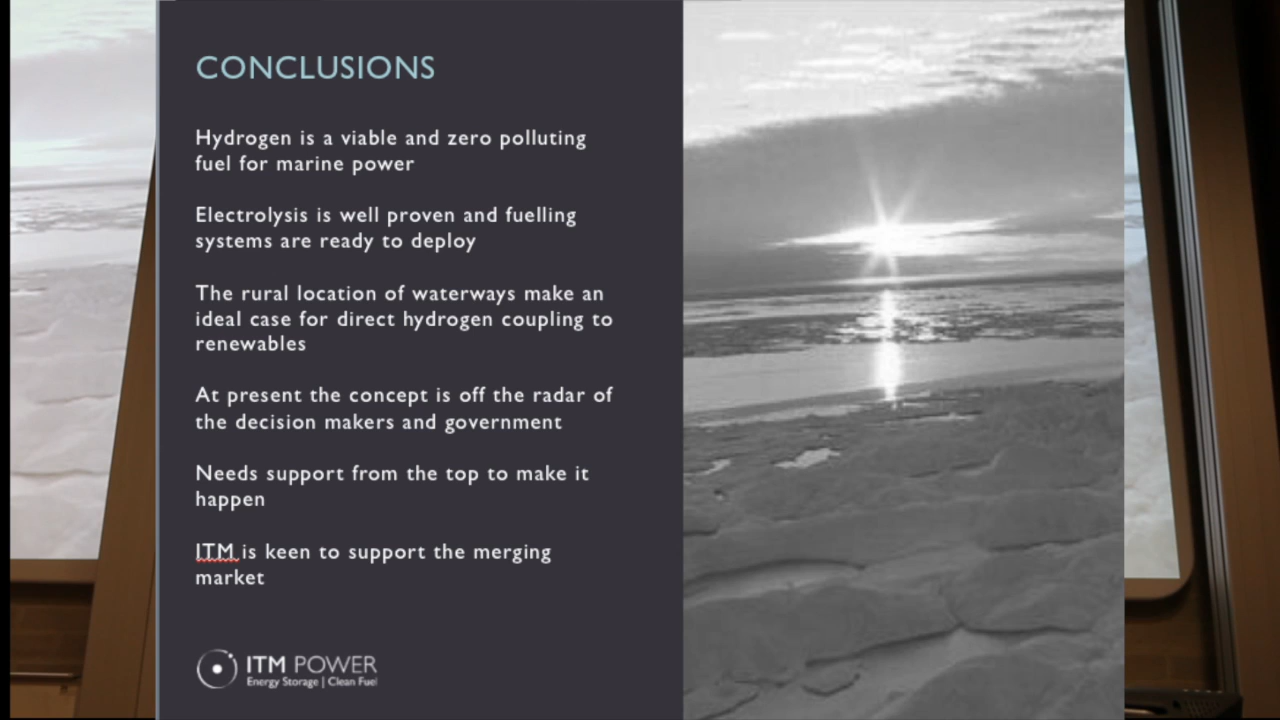 CONCLUSIONS
Hydrogen is a viable and zero polluting
fuel for marine power
Electrolysis is well proven and fuelling
systems are ready to deploy
The rural location of waterways make an
ideal case for direct hydrogen coupling to
renewables
At present the concept is off the radar of
the decision makers and government
Needs support from the top to make it
happen
ITM is keen to support the merging
market
ITM POWER
Energy Storage | Clean Fuel